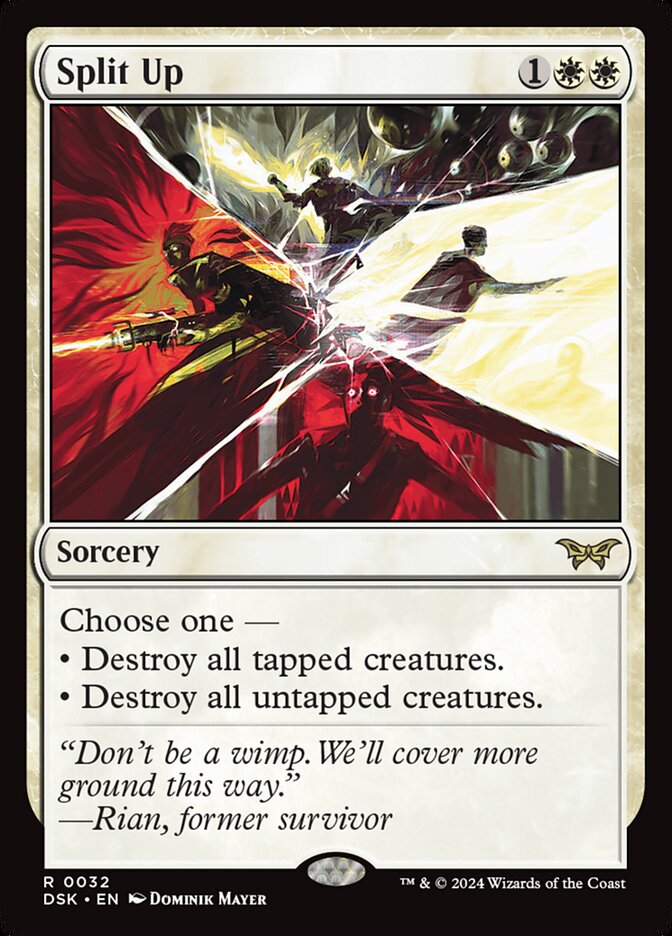 Split Up
1
Sorcery
Choose one —
• Destroy all tapped creatures.
• Destroy all untapped creatures.
“Don’t be a wimp. We’ll cover more
ground this way.”
—Rian, former survivor
R 0032
DSK • EN Dominik Mayer
™ & © 2024 Wizards of the Coast